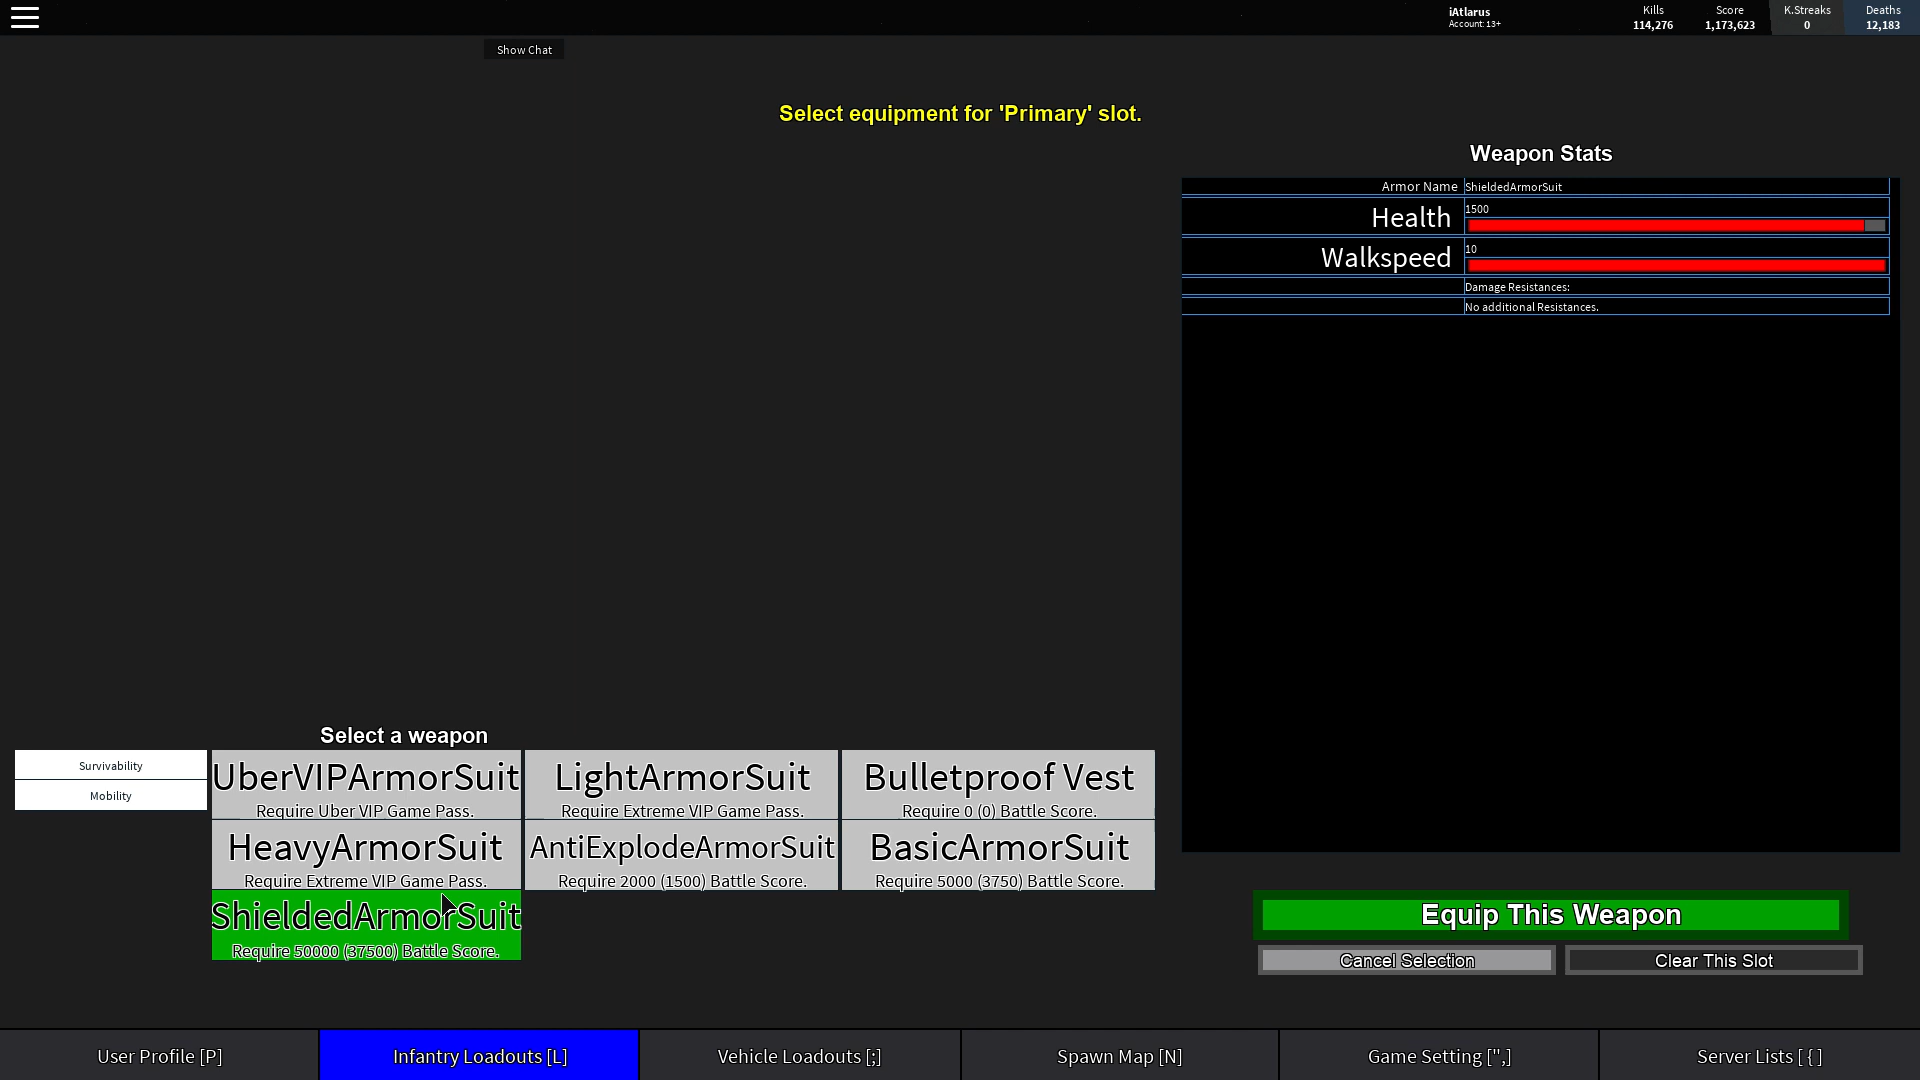 iAtlarus
Account: 13+
Kills
114,276
Score
1,173,623
K.Streaks
0
Deaths
12,183
Show Chat
Select equipment for 'Primary' slot.
Weapon Stats
Armor Name ShieldedArmorSuit
Health 1500
Walkspeed 10
Damage Resistances:
No additional Resistances.
Select a weapon
Survivability
Mobility
UberVIPArmorSuit
Require Uber VIP Game Pass.
LightArmorSuit
Require Extreme VIP Game Pass.
Bulletproof Vest
Require 0 (0) Battle Score.
HeavyArmorSuit
Require Extreme VIP Game Pass.
AntiExplodeArmorSuit
Require 2000 (1500) Battle Score.
BasicArmorSuit
Require 5000 (3750) Battle Score.
ShieldedArmorSuit
Require 50000 (37500) Battle Score.
Equip This Weapon
Cancel Selection
Clear This Slot
User Profile [P]
Infantry Loadouts [L]
Vehicle Loadouts [;]
Spawn Map [N]
Game Setting [",]
Server Lists [ { ]